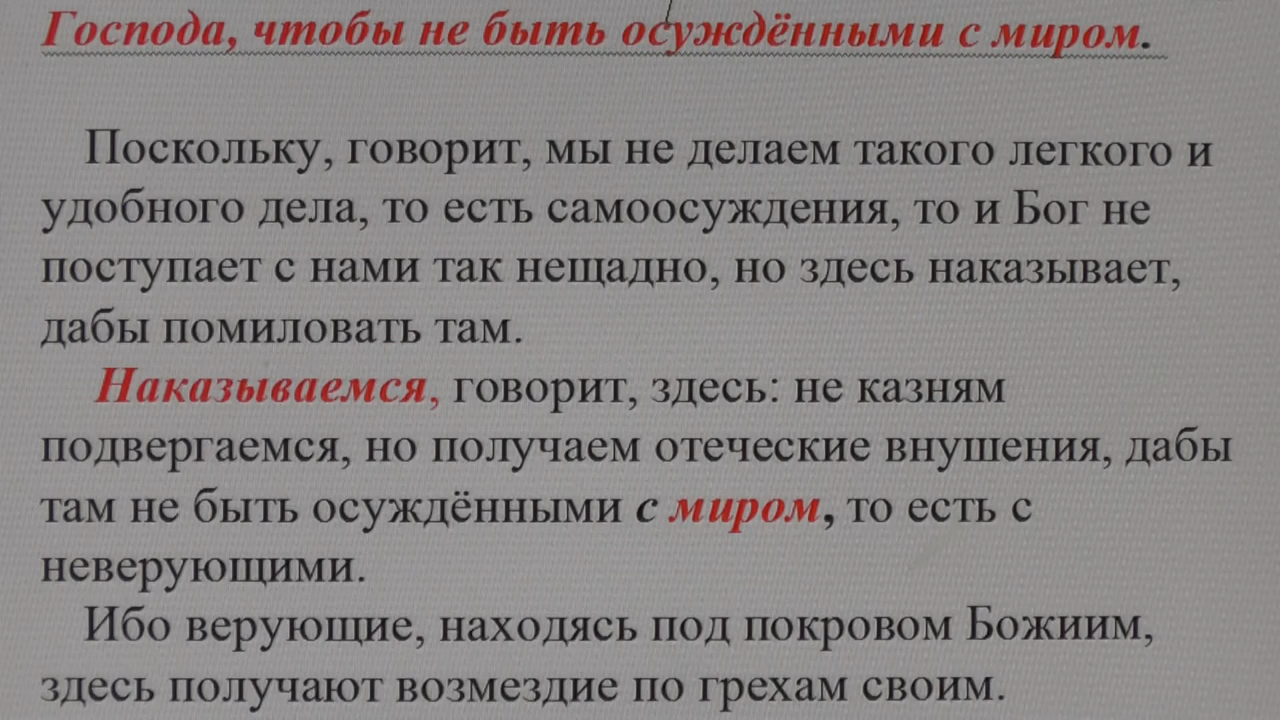 Господа, чтобы не быть осуждёнными с миром.
Поскольку, говорит, мы не делаем такого легкого и
удобного дела, то есть самоосуждения, то и Бог не
поступает с нами так нещадно, но здесь наказывает,
дабы помиловать там.
Наказываемся, говорит, здесь: не казням
подвергаемся, но получаем отеческие внушения, дабы
там не быть осуждёнными с миром, то есть с
неверующими.
Ибо верующие, находясь под покровом Божиим,
здесь получают возмездие по грехам своим.